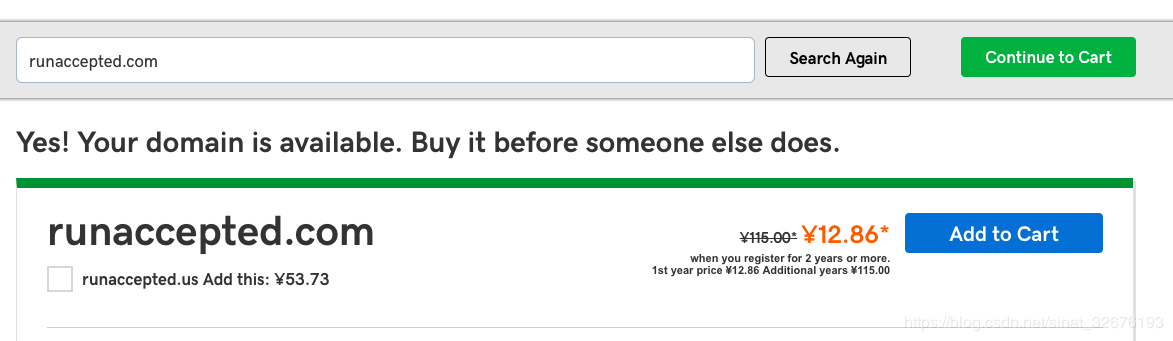 runaccepted.com
Search Again
Continue to Cart
Yes! Your domain is available. Buy it before someone else does.
runaccepted.com
¥115.00* ¥12.86*
Add to Cart
when you register for 2 years or more.
1st year price ¥12.86 Additional years ¥115.00
runaccepted.us Add this: ¥53.73
https://blog.csdn.net/sinat_32676193